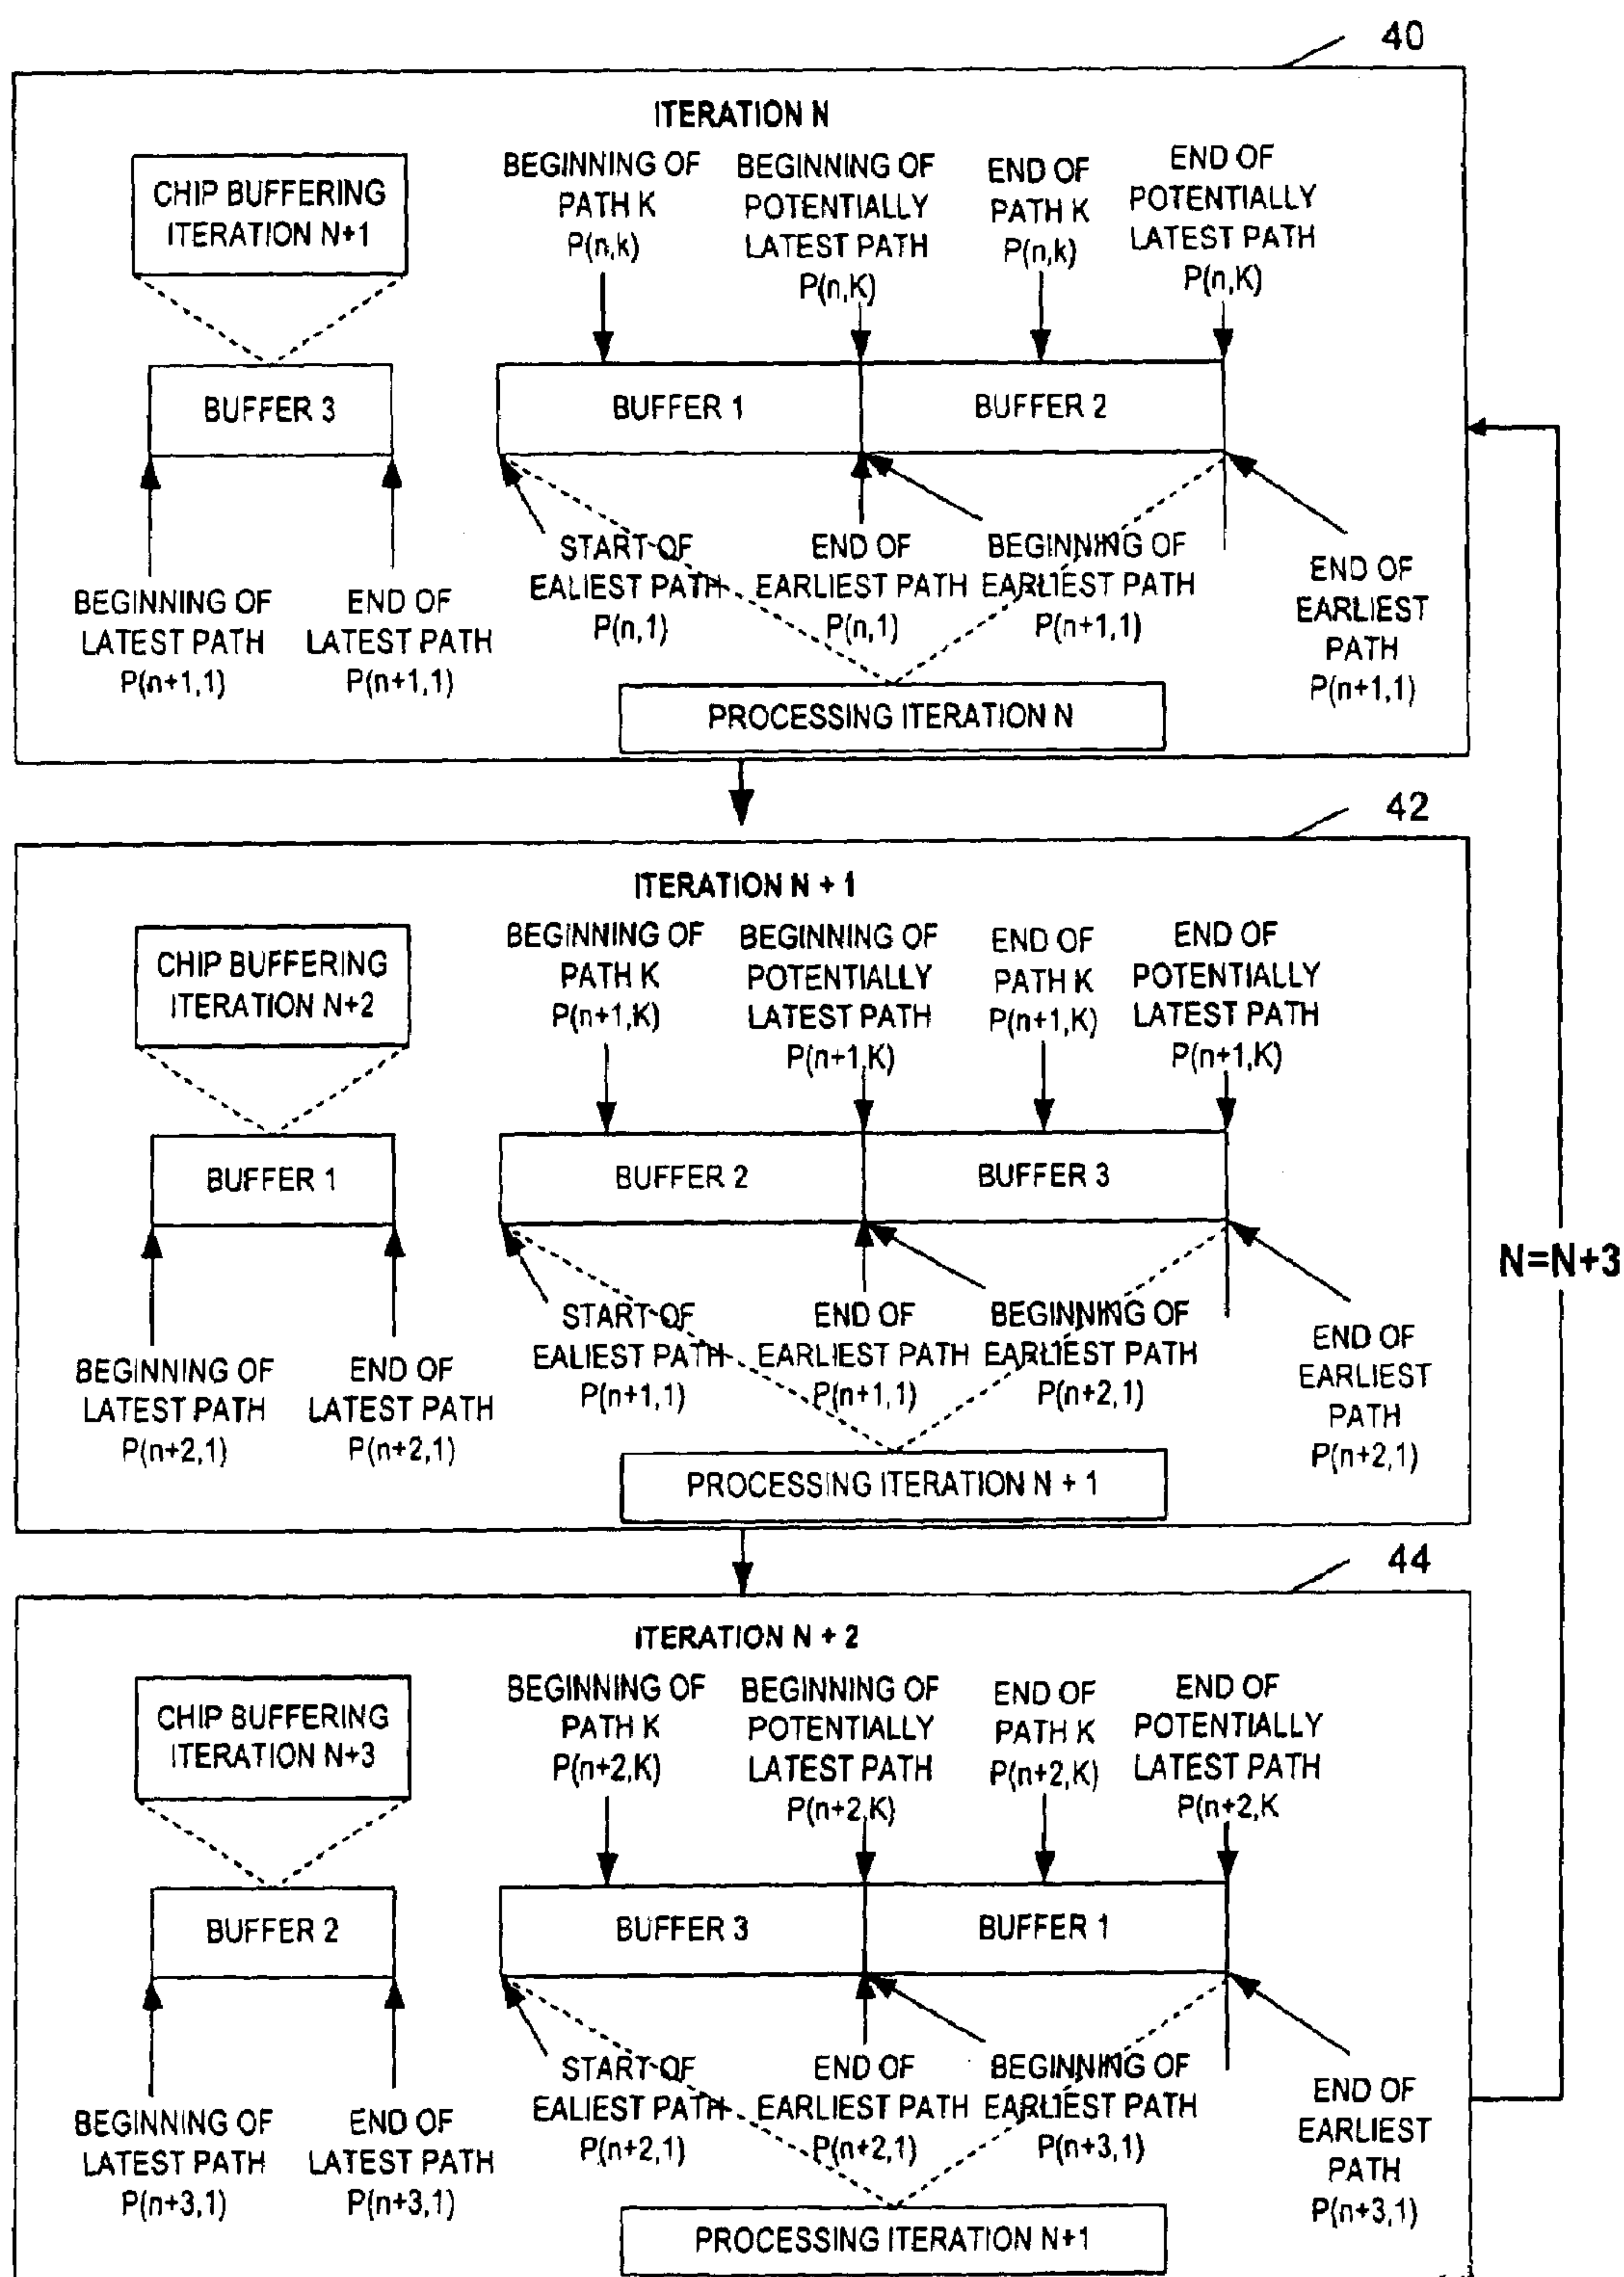 40
ITERATION N
CHIP BUFFERING
ITERATION N+1
BEGINNING OF
PATH K
P(n,k)
BEGINNING OF
POTENTIALLY
LATEST PATH
P(n,K)
END OF
PATH K
P(n,k)
END OF
POTENTIALLY
LATEST PATH
P(n,K)
BUFFER 3
BUFFER 1
BUFFER 2
BEGINNING OF
LATEST PATH
P(n+1,1)
END OF
LATEST PATH
P(n+1,1)
START OF
EALIEST PATH
P(n,1)
END OF
EARLIEST PATH
P(n,1)
BEGINNING OF
EARLIEST PATH
P(n+1,1)
END OF
EARLIEST
PATH
P(n+1,1)
PROCESSING ITERATION N
42
ITERATION N + 1
CHIP BUFFERING
ITERATION N+2
BEGINNING OF
PATH K
P(n+1,K)
BEGINNING OF
POTENTIALLY
LATEST PATH
P(n+1,K)
END OF
PATH K
P(n+1,K)
END OF
POTENTIALLY
LATEST PATH
P(n+1,K)
BUFFER 1
BUFFER 2
BUFFER 3
N=N+3
BEGINNING OF
LATEST PATH
P(n+2,1)
END OF
LATEST PATH
P(n+2,1)
START OF
EALIEST PATH
P(n+1,1)
END OF
EARLIEST PATH
P(n+1,1)
BEGINNING OF
EARLIEST PATH
P(n+2,1)
END OF
EARLIEST
PATH
P(n+2,1)
PROCESSING ITERATION N + 1
44
ITERATION N + 2
CHIP BUFFERING
ITERATION N+3
BEGINNING OF
PATH K
P(n+2,K)
BEGINNING OF
POTENTIALLY
LATEST PATH
P(n+2,K)
END OF
PATH K
P(n+2,K)
END OF
POTENTIALLY
LATEST PATH
P(n+2,K
BUFFER 2
BUFFER 3
BUFFER 1
BEGINNING OF
LATEST PATH
P(n+3,1)
END OF
LATEST PATH
P(n+3,1)
START OF
EALIEST PATH
P(n+2,1)
END OF
EARLIEST PATH
P(n+2,1)
BEGINNING OF
EARLIEST PATH
P(n+3,1)
END OF
EARLIEST
PATH
P(n+3,1)
PROCESSING ITERATION N+1